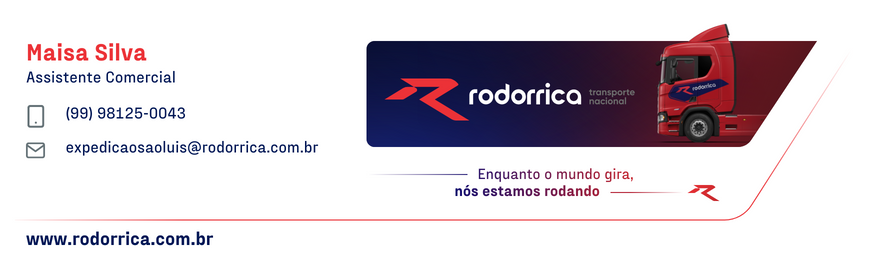 Maisa Silva
Assistente Comercial
(99) 98125-0043
expedicaosaoluis@rodorrica.com.br
rodorrica
transporte
nacional
rodorrica
Enquanto o mundo gira,
nós estamos rodando
www.rodorrica.com.br